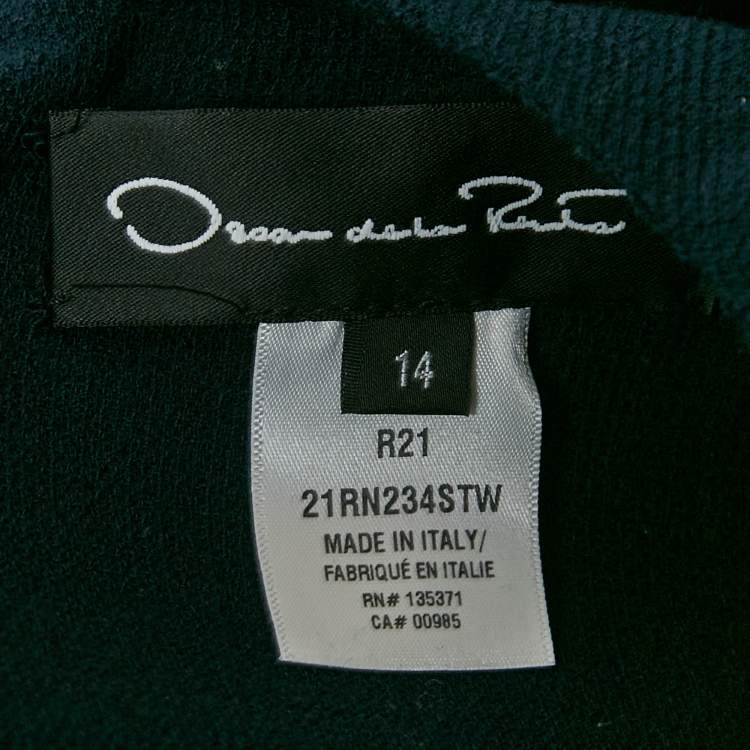 Oscar de la Renta
14
R21
21RN234STW
MADE IN ITALY/
FABRIQUÉ EN ITALIE
RN# 135371
CA# 00985